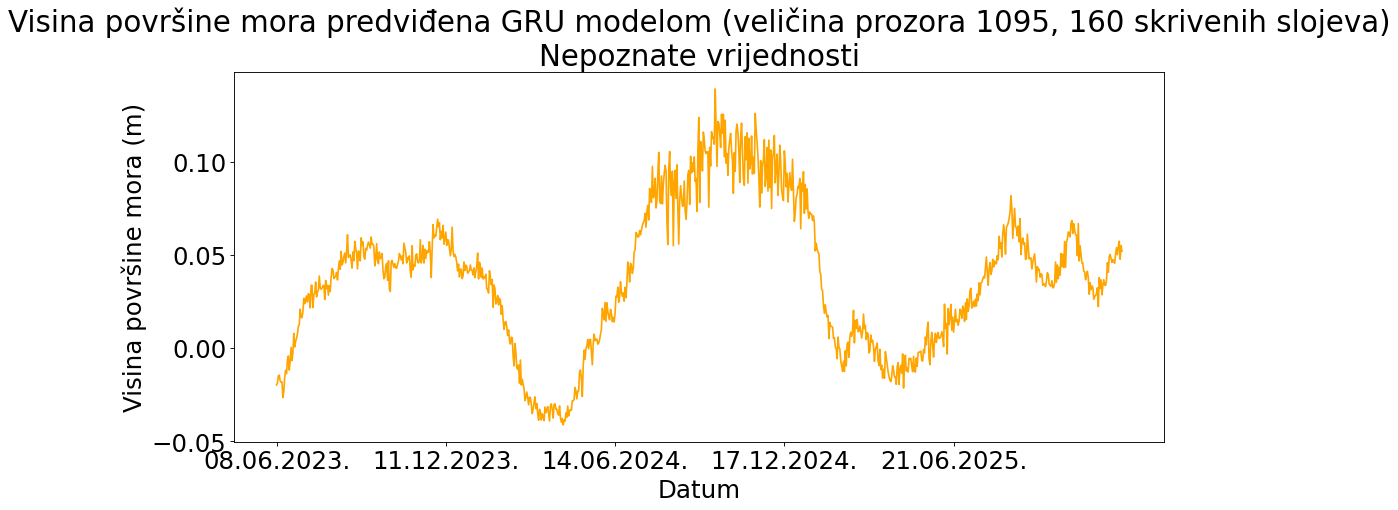 Visina površine mora predviđena GRU modelom (veličina prozora 1095, 160 skrivenih slojeva)
Nepoznate vrijednosti
Visina površine mora (m)
0.10
0.05
0.00
−0.05
08.06.2023. 11.12.2023. 14.06.2024. 17.12.2024. 21.06.2025.
Datum